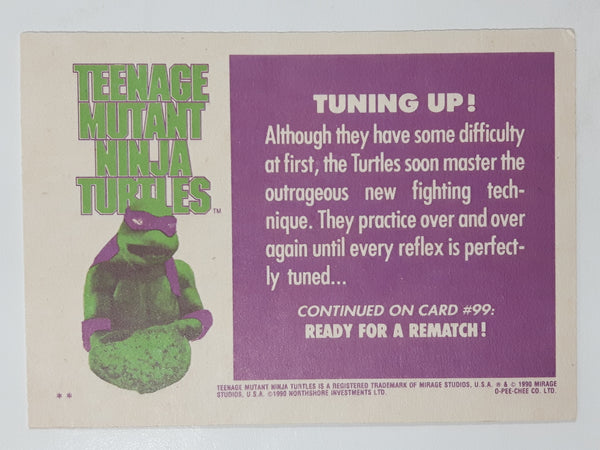 TEENAGE
MUTANT
NINJA
TURTLES™
TUNING UP!
Although they have some difficulty
at first, the Turtles soon master the
outrageous new fighting tech-
nique. They practice over and over
again until every reflex is perfect-
ly tuned...
CONTINUED ON CARD #99:
READY FOR A REMATCH!
TEENAGE MUTANT NINJA TURTLES IS A REGISTERED TRADEMARK OF MIRAGE STUDIOS, U.S.A. ® & © 1990 MIRAGE
STUDIOS, U.S.A. ©1990 NORTHSHORE INVESTMENTS LTD. O-PEE-CHEE CO. LTD.
* *